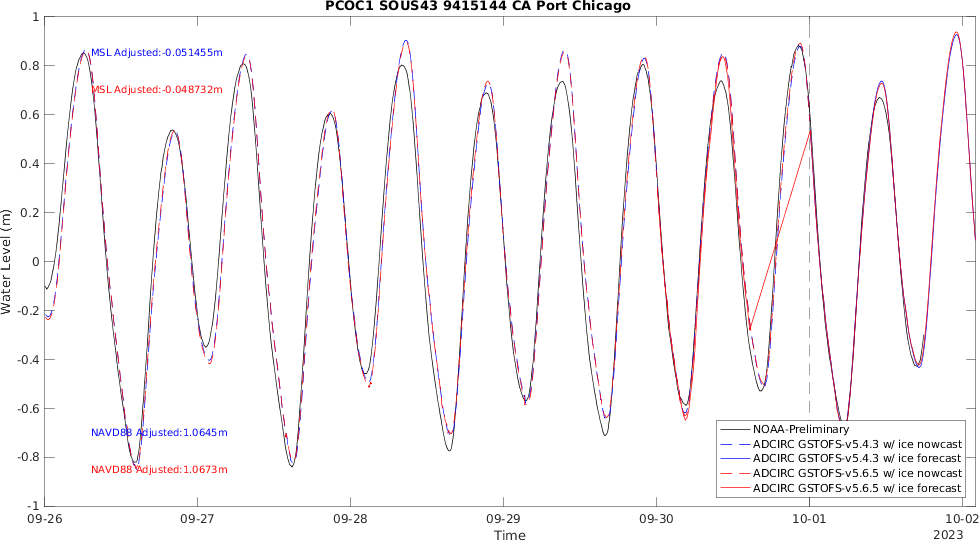 PCOC1 SOUS43 9415144 CA Port Chicago
1
0.8
0.6
0.4
0.2
0
-0.2
-0.4
-0.6
-0.8
-1
Water Level (m)
MSL Adjusted:-0.051455m
MSL Adjusted:-0.048732m
NAVD88 Adjusted:1.0645m
NAVD88 Adjusted:1.0673m
NOAA-Preliminary
ADCIRC GSTOFS-v5.4.3 w/ ice nowcast
ADCIRC GSTOFS-v5.4.3 w/ ice forecast
ADCIRC GSTOFS-v5.6.5 w/ ice nowcast
ADCIRC GSTOFS-v5.6.5 w/ ice forecast
09-26 09-27 09-28 09-29 09-30 10-01 10-02
Time
2023